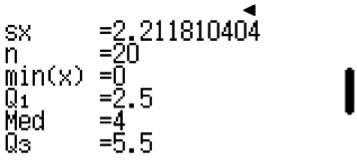 sx =2.211810404
n =20
min(x) =0
Q₁ =2.5
Med =4
Q₃ =5.5